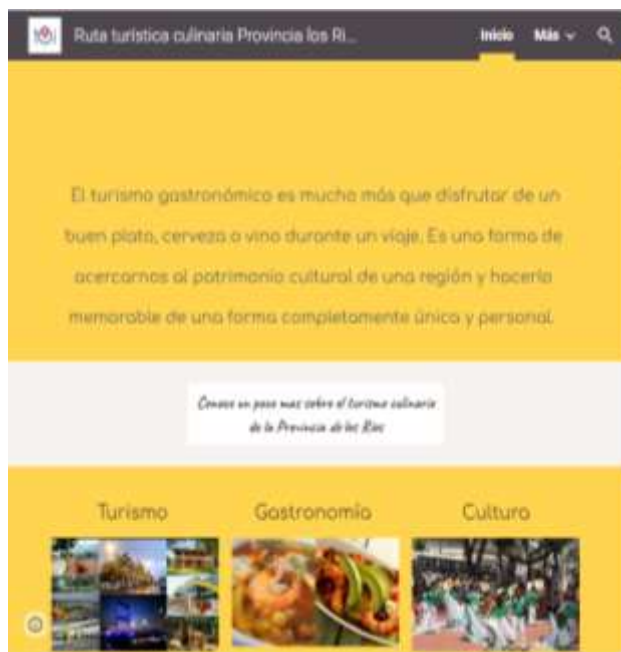 Ruta turística culinaria Provincia los Ri...
Inicio
Más
El turismo gastronómico es mucho más que disfrutar de un
buen plato, cerveza o vino durante un viaje. Es una forma de
acercarnos al patrimonio cultural de una región y hacerlo
memorable de una forma completamente única y personal.
Conoce un poco mas sobre el turismo culinario
de la Provincia de los Ríos
Turismo
Gastronomía
Cultura